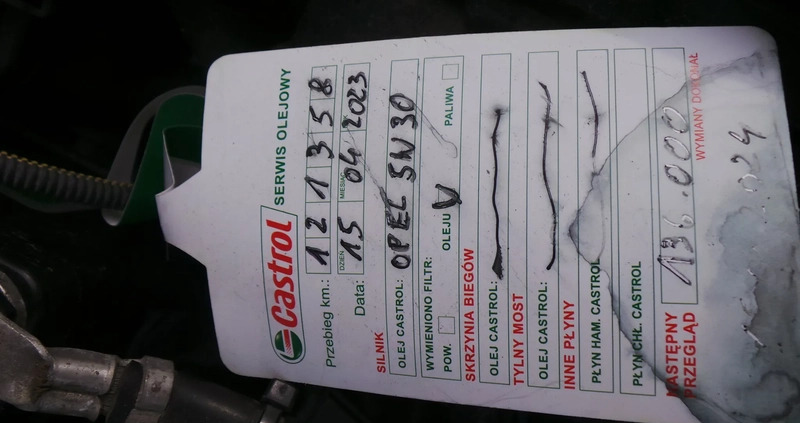 Castrol SERWIS OLEJOWY
Przebieg km.: 121358
DZIEŃ MIESIĄC
Data: 15 04 2023
SILNIK
OLEJ CASTROL: OPEL 5W30
WYMIENIONO FILTR:
POW. OLEJU V PALIWA
SKRZYNIA BIEGÓW
OLEJ CASTROL:
TYLNY MOST
OLEJ CASTROL:
INNE PŁYNY
PŁYN HAM. CASTROL
PŁYN CHŁ. CASTROL
NASTĘPNY PRZEGLĄD 136.000
WYMIANY DOKONAŁ